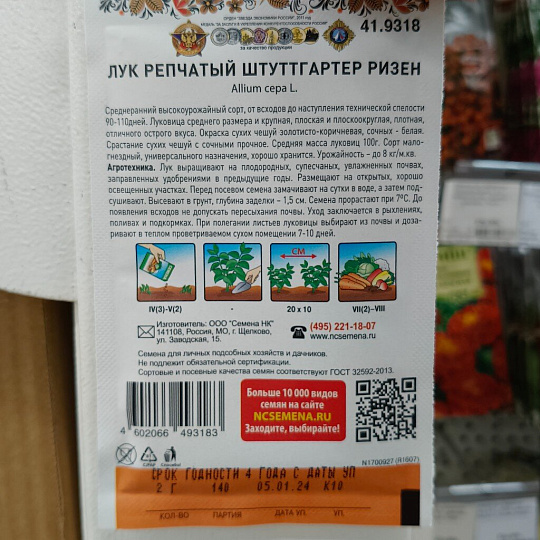 41.9318
за качество продукции
ЛУК РЕПЧАТЫЙ ШТУТТГАРТЕР РИЗЕН
Allium cepa L.
Среднеранний высокоурожайный сорт, от всходов до наступления технической спелости
90-110дней. Луковица среднего размера и крупная, плоская и плоскоокруглая, плотная,
отличного острого вкуса. Окраска сухих чешуй золотисто-коричневая, сочных - белая.
Срастание сухих чешуй с сочными прочное. Средняя масса луковиц 100г. Сорт мало-
гнездный, универсального назначения, хорошо хранится. Урожайность – до 8 кг/м.кв.
Агротехника. Лук выращивают на плодородных, супесчаных, увлажненных почвах,
заправленных удобрениями в предыдущие годы. Размещают на открытых, хорошо
освещенных участках. Перед посевом семена замачивают на сутки в воде, а затем под-
сушивают. Высевают в грунт, глубина заделки – 1,5 см. Семена прорастают при 7°С. До
появления всходов не допускать пересыхания почвы. Уход заключается в рыхлениях,
поливах и подкормках. При полегании листьев луковицы выбирают из почвы и дозари-
вают в теплом проветриваемом сухом помещении 7-10 дней.
СМ
IV(3)-V(2)
-
20 x 10
VII(2)–VIII
Изготовитель: ООО "Семена НК"
141108, Россия, МО, г. Щелково,
ул. Заводская, 15.
(495) 221-18-07
www.ncsemena.ru
Семена для личных подсобных хозяйств и дачников.
Не подлежит обязательной сертификации.
Сортовые и посевные качества семян соответствуют ГОСТ 32592-2013.
Больше 10 000 видов
семян на сайте
NCSEMENA.RU
Заходите, выбирайте!
4 602066 493183
N1700927 (R1607)
СРОК ГОДНОСТИ 4 ГОДА С ДАТЫ УП
2 Г 140 05.01.24 К10
КОЛ-ВО ПАРТИЯ ДАТА УП. УП.